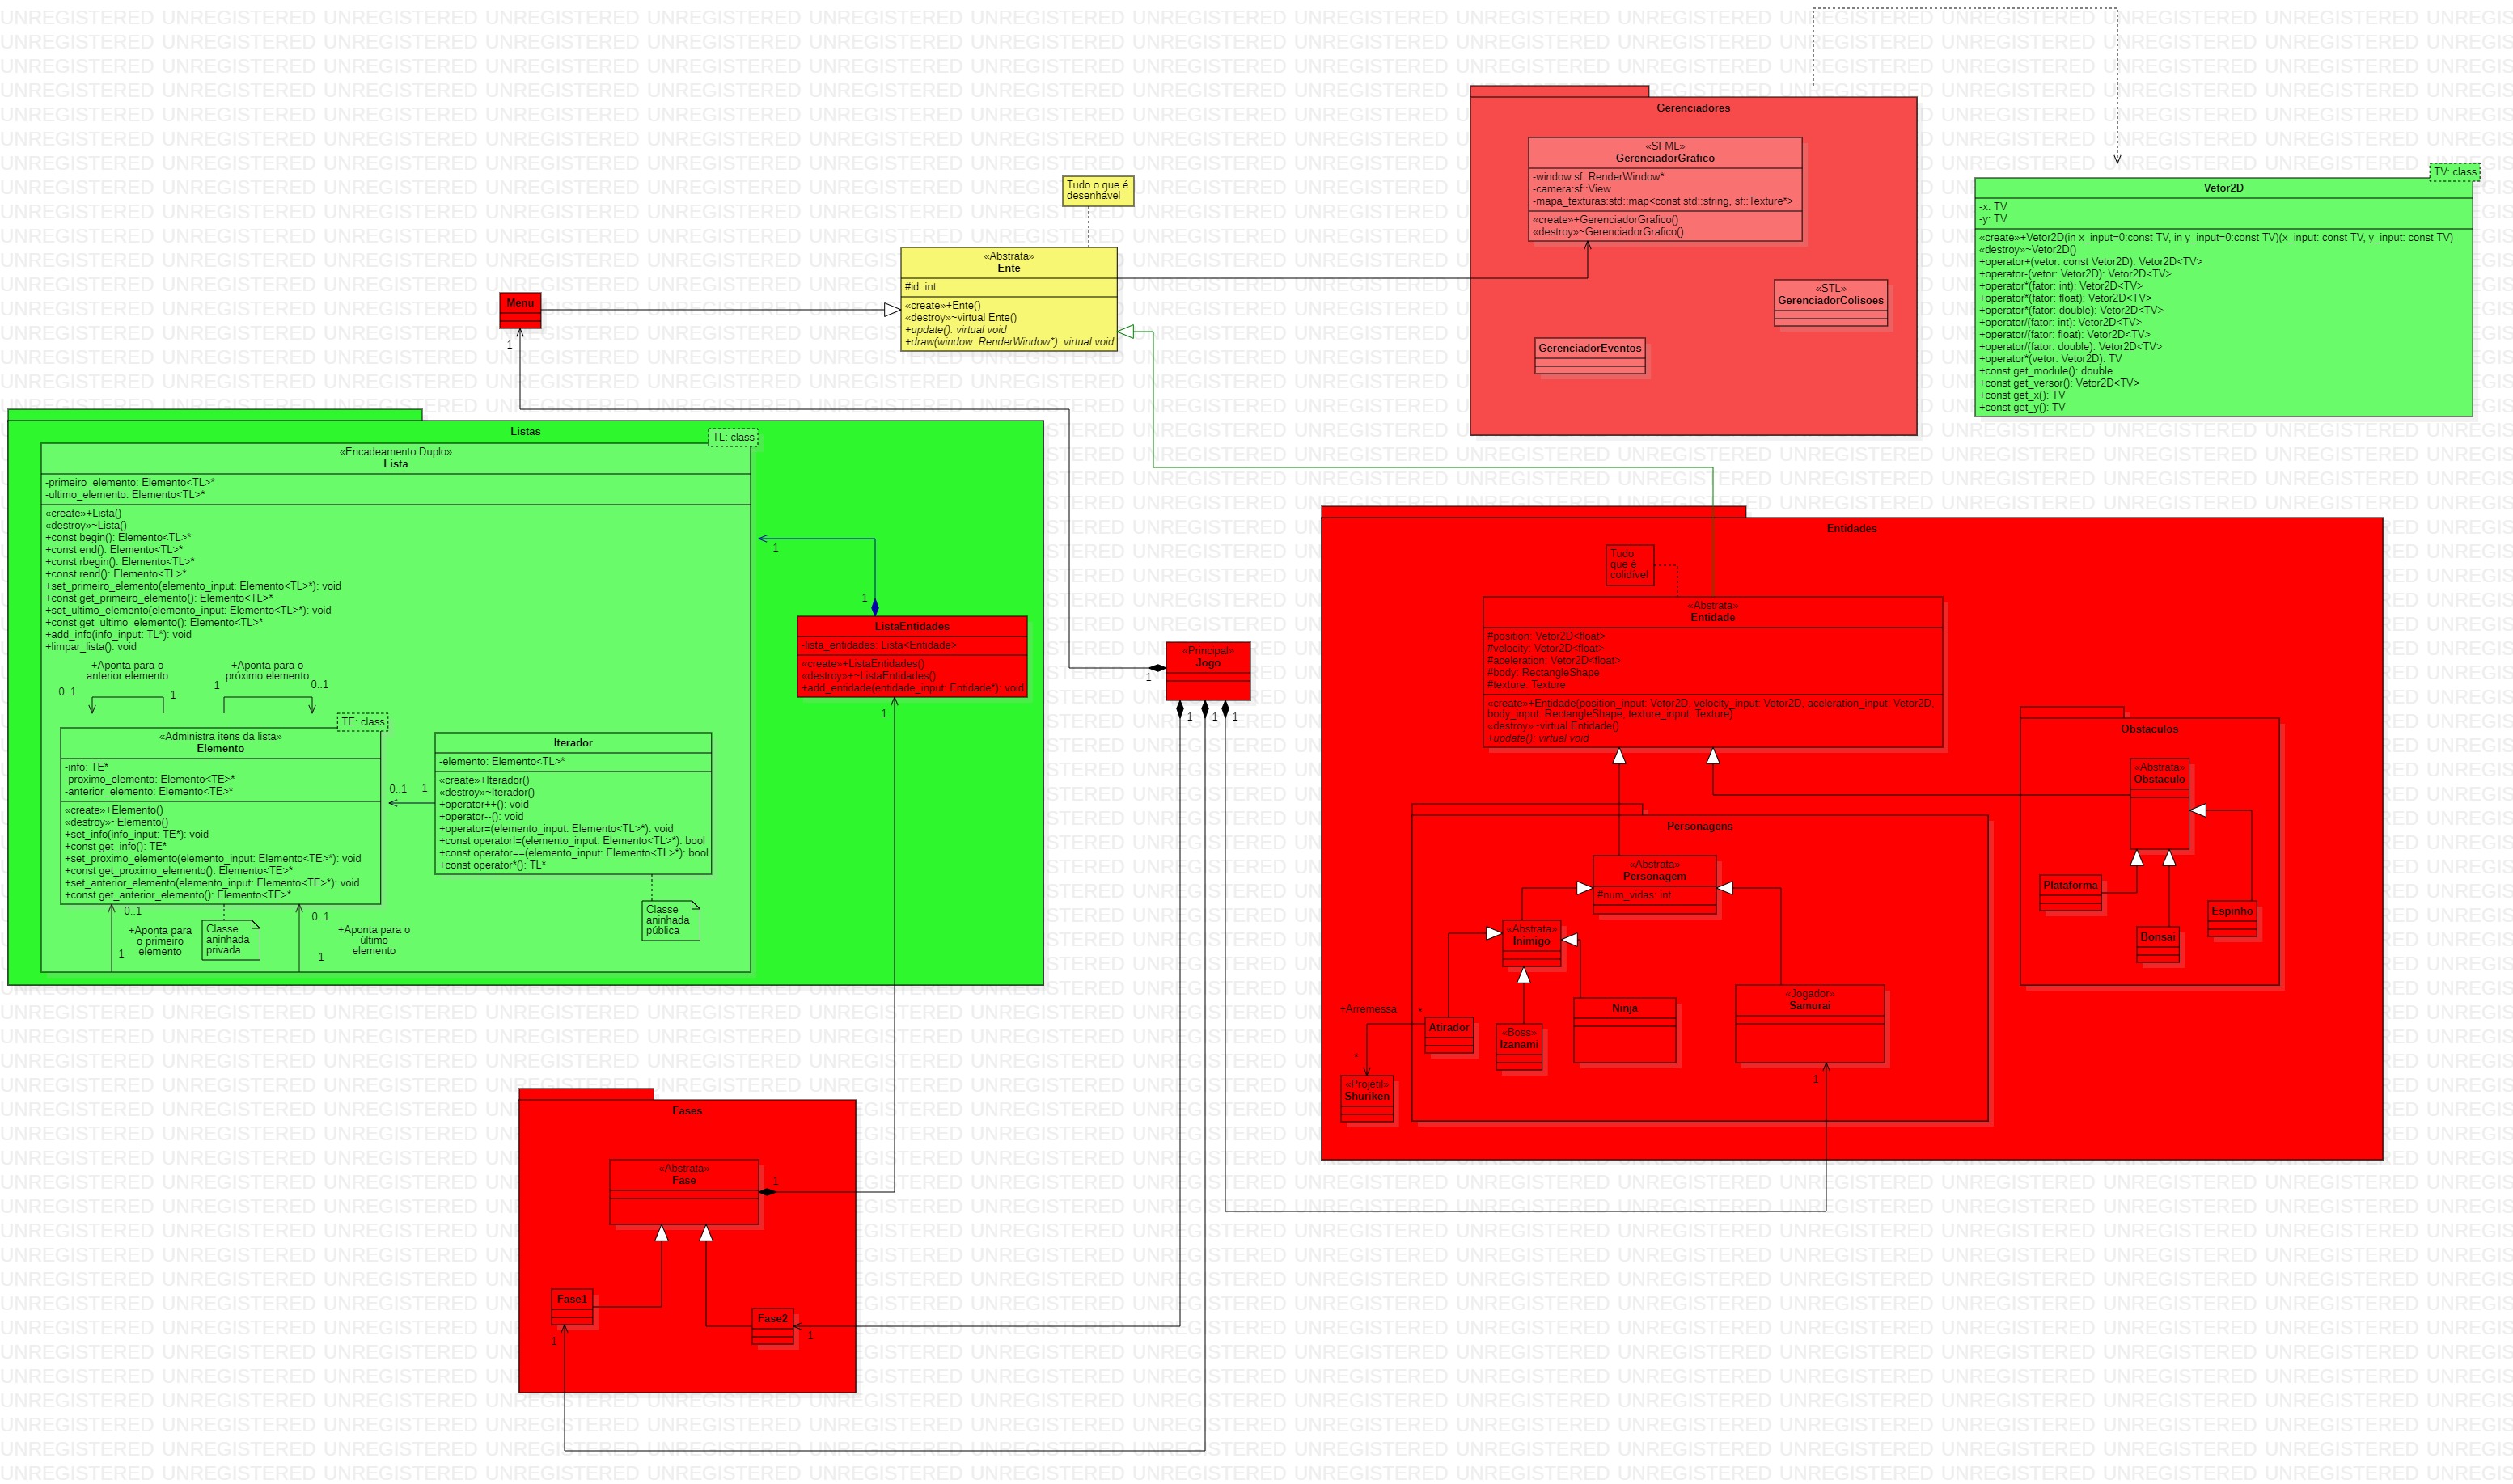 Gerenciadores
«SFML»
GerenciadorGrafico
-window:sf::RenderWindow*
-camera:sf::View
-mapa_texturas:std::map<const std::string, sf::Texture*>
«create»+GerenciadorGrafico()
«destroy»~GerenciadorGrafico()
«STL»
GerenciadorColisoes
GerenciadorEventos
TV: class
Vetor2D
-x: TV
-y: TV
«create»+Vetor2D(in x_input=0:const TV, in y_input=0:const TV)(x_input: const TV, y_input: const TV)
«destroy»~Vetor2D()
+operator+(vetor: const Vetor2D): Vetor2D<TV>
+operator-(vetor: Vetor2D): Vetor2D<TV>
+operator*(fator: int): Vetor2D<TV>
+operator*(fator: float): Vetor2D<TV>
+operator*(fator: double): Vetor2D<TV>
+operator/(fator: int): Vetor2D<TV>
+operator/(fator: float): Vetor2D<TV>
+operator/(fator: double): Vetor2D<TV>
+operator*(vetor: Vetor2D): TV
+const get_module(): double
+const get_versor(): Vetor2D<TV>
+const get_x(): TV
+const get_y(): TV
Tudo o que é
desenhável
«Abstrata»
Ente
#id: int
«create»+Ente()
«destroy»~virtual Ente()
+update(): virtual void
+draw(window: RenderWindow*): virtual void
Menu
1
Listas
TL: class
«Encadeamento Duplo»
Lista
-primeiro_elemento: Elemento<TL>*
-ultimo_elemento: Elemento<TL>*
«create»+Lista()
«destroy»~Lista()
+const begin(): Elemento<TL>*
+const end(): Elemento<TL>*
+const rbegin(): Elemento<TL>*
+const rend(): Elemento<TL>*
+set_primeiro_elemento(elemento_input: Elemento<TL>*): void
+const get_primeiro_elemento(): Elemento<TL>*
+set_ultimo_elemento(elemento_input: Elemento<TL>*): void
+const get_ultimo_elemento(): Elemento<TL>*
+add_info(info_input: TL*): void
+limpar_lista(): void
+Aponta para o
anterior elemento
0..1
1
+Aponta para o
próximo elemento
1
0..1
TE: class
«Administra itens da lista»
Elemento
-info: TE*
-proximo_elemento: Elemento<TE>*
-anterior_elemento: Elemento<TE>*
«create»+Elemento()
«destroy»~Elemento()
+set_info(info_input: TE*): void
+const get_info(): TE*
+set_proximo_elemento(elemento_input: Elemento<TE>*): void
+const get_proximo_elemento(): Elemento<TE>*
+set_anterior_elemento(elemento_input: Elemento<TE>*): void
+const get_anterior_elemento(): Elemento<TE>*
0..1
1
Iterador
-elemento: Elemento<TL>*
«create»+Iterador()
«destroy»~Iterador()
+operator++(): void
+operator--(): void
+operator=(elemento_input: Elemento<TL>*): void
+const operator!=(elemento_input: Elemento<TL>*): bool
+const operator==(elemento_input: Elemento<TL>*): bool
+const operator*(): TL*
0..1
+Aponta para
o primeiro
elemento
1
Classe
aninhada
privada
0..1
+Aponta para o
último
elemento
1
Classe
aninhada
pública
1
1
ListaEntidades
-lista_entidades: Lista<Entidade>
«create»+ListaEntidades()
«destroy»+~ListaEntidades()
+add_entidade(entidade_input: Entidade*): void
1
«Principal»
Jogo
1
1
1
1
Entidades
Tudo
que é
colidível
«Abstrata»
Entidade
#position: Vetor2D<float>
#velocity: Vetor2D<float>
#aceleration: Vetor2D<float>
#body: RectangleShape
#texture: Texture
«create»+Entidade(position_input: Vetor2D, velocity_input: Vetor2D, aceleration_input: Vetor2D,
body_input: RectangleShape, texture_input: Texture)
«destroy»~virtual Entidade()
+update(): virtual void
Obstaculos
«Abstrata»
Obstaculo
Plataforma
Bonsai
Espinho
Personagens
«Abstrata»
Personagem
#num_vidas: int
«Abstrata»
Inimigo
Atirador
«Boss»
Izanami
Ninja
«Jogador»
Samurai
1
+Arremessa
*
*
«Projétil»
Shuriken
Fases
«Abstrata»
Fase
1
Fase1
1
Fase2
1
UNREGISTERED